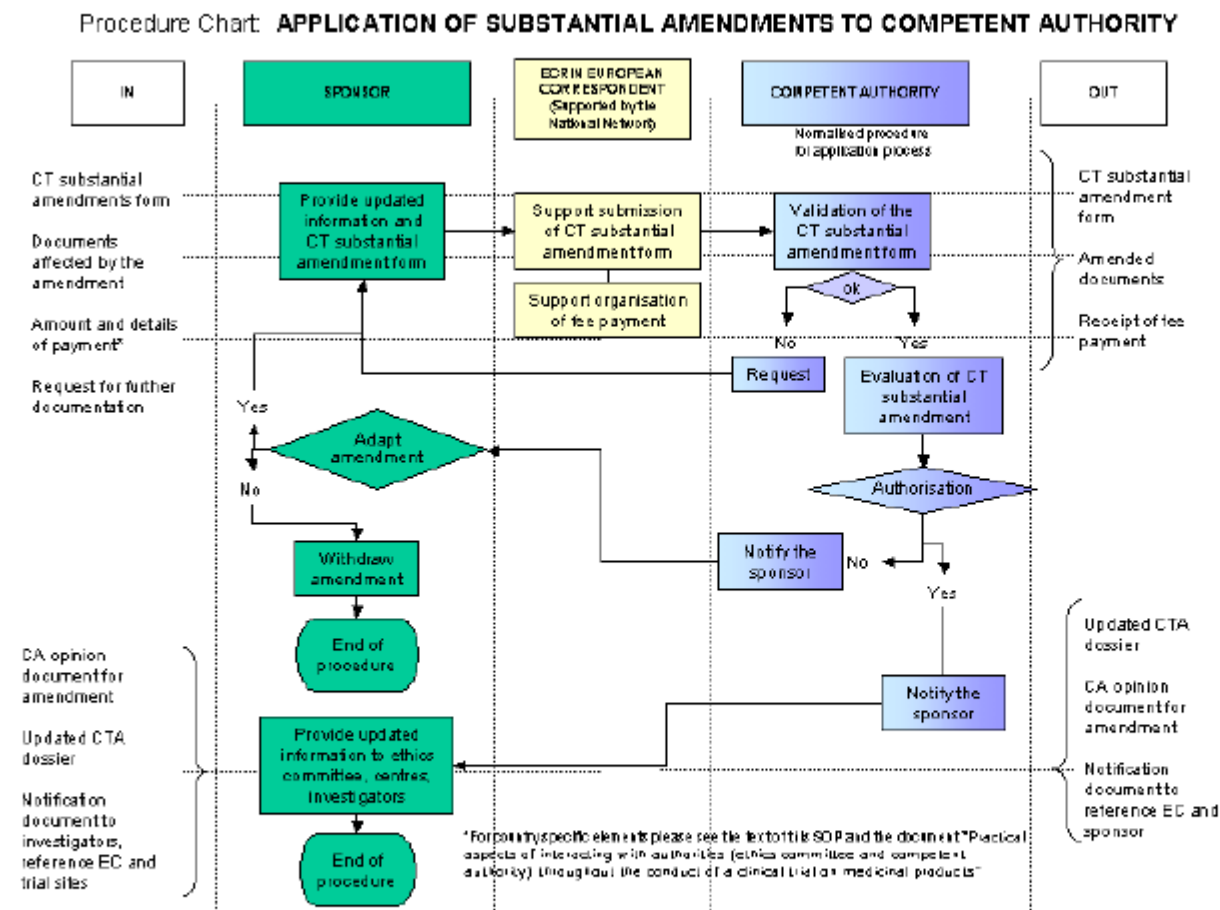 Procedure Chart: APPLICATION OF SUBSTANTIAL AMENDMENTS TO COMPETENT AUTHORITY
IN
SPONSOR
ECRIN EUROPEAN
CORRESPONDENT
(Supported by the
National Network)
COMPETENT AUTHORITY
OUT
Normalised procedure
for application process
CT substantial
amendments form
Documents
affected by the
amendment
Amount and details
of payment*
Request for further
documentation
Provide updated
information and
CT substantial
amendment form
Support submission
of CT substantial
amendment form
Support organisation
of fee payment
Validation of the
CT substantial
amendment form
ok
No
Yes
Request
Evaluation of CT
substantial
amendment
CT substantial
amendment
form
Amended
documents
Receipt of fee
payment
Yes
Adapt
amendment
No
Authorisation
Withdraw
amendment
Notify the
sponsor
No
Yes
End of
procedure
Notify the
sponsor
CA opinion
document for
amendment
Updated CTA
dossier
Notification
document to
investigators,
reference EC and
trial sites
Provide updated
information to ethics
committee, centres,
investigators
End of
procedure
Updated CTA
dossier
CA opinion
document for
amendment
Notification
document to
reference EC and
sponsor
*For country specific elements please see the text of this SOP and the document "Practical
aspects of interacting with authorities (ethics committee and competent
authority) throughout the conduct of a clinical trial on medicinal products"